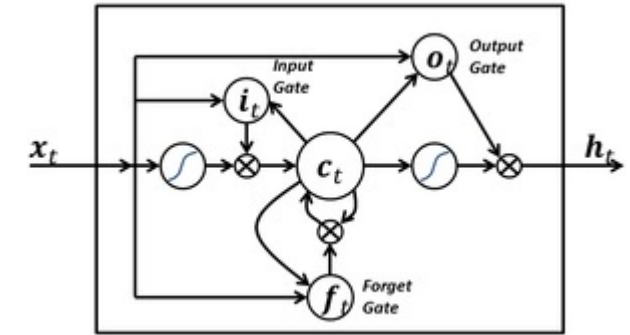 Output
Gate
o_t
Input
Gate
i_t
x_t
c_t
h_t
Forget
Gate
f_t